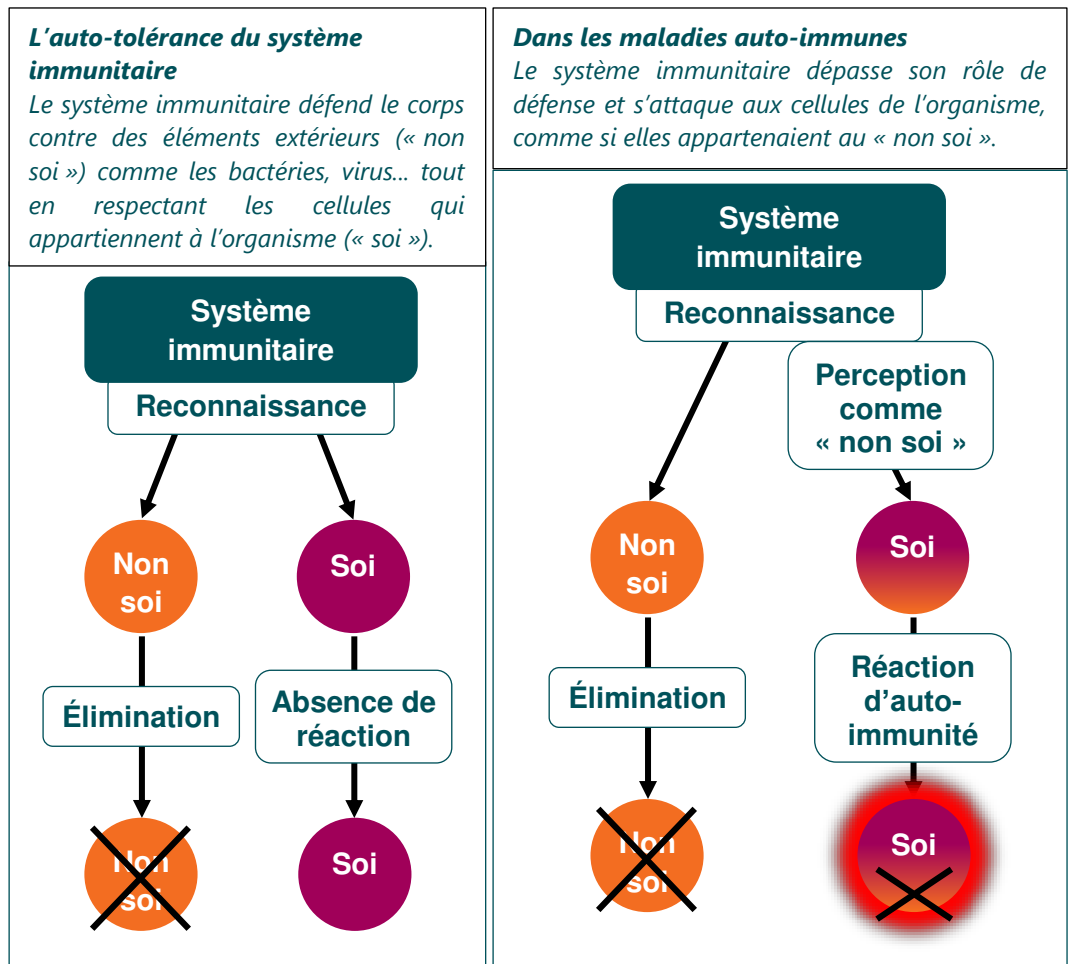 L'auto-tolérance du système
immunitaire
Le système immunitaire défend le corps
contre des éléments extérieurs (« non
soi ») comme les bactéries, virus... tout
en respectant les cellules qui
appartiennent à l'organisme (« soi »).
Système
immunitaire
Reconnaissance
Non
soi
Soi
Élimination
Absence de
réaction
Non
soi
Soi
Dans les maladies auto-immunes
Le système immunitaire dépasse son rôle de
défense et s'attaque aux cellules de l'organisme,
comme si elles appartenaient au « non soi ».
Système
immunitaire
Reconnaissance
Perception
comme
« non soi »
Non
soi
Soi
Élimination
Réaction
d'auto-
immunité
Non
soi
Soi